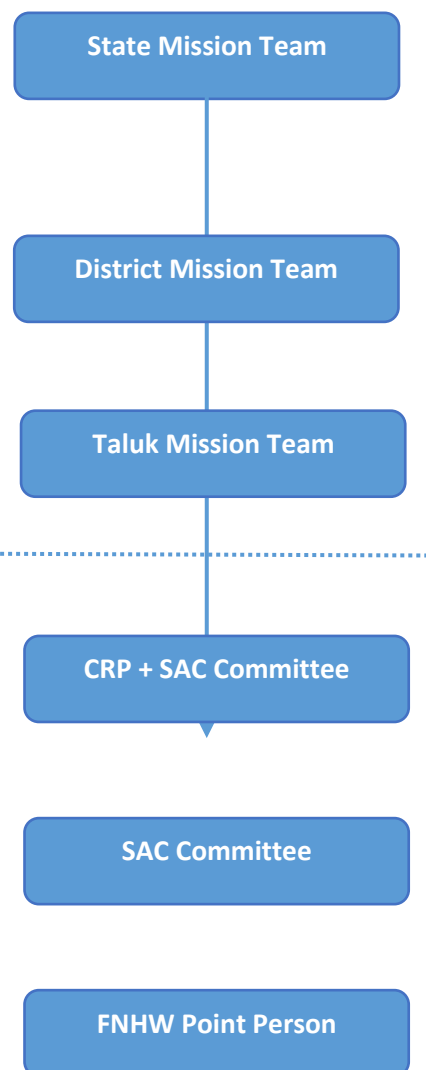 State Mission Team
District Mission Team
Taluk Mission Team
CRP + SAC Committee
SAC Committee
FNHW Point Person